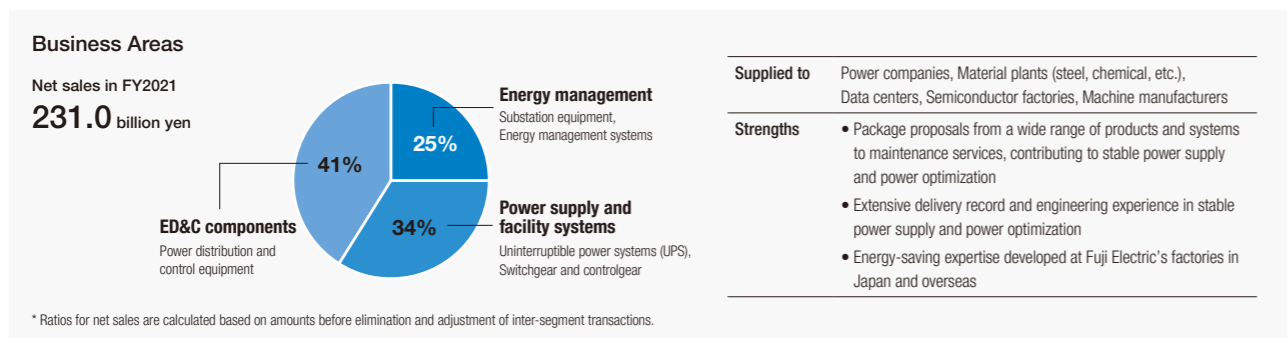 Business Areas
Net sales in FY2021
231.0 billion yen
Energy management
Substation equipment,
Energy management systems
25%
41%
34%
ED&C components
Power distribution and
control equipment
Power supply and
facility systems
Uninterruptible power systems (UPS),
Switchgear and controlgear
Supplied to
Power companies, Material plants (steel, chemical, etc.),
Data centers, Semiconductor factories, Machine manufacturers
Strengths
• Package proposals from a wide range of products and systems
to maintenance services, contributing to stable power supply
and power optimization
• Extensive delivery record and engineering experience in stable
power supply and power optimization
• Energy-saving expertise developed at Fuji Electric's factories in
Japan and overseas
* Ratios for net sales are calculated based on amounts before elimination and adjustment of inter-segment transactions.